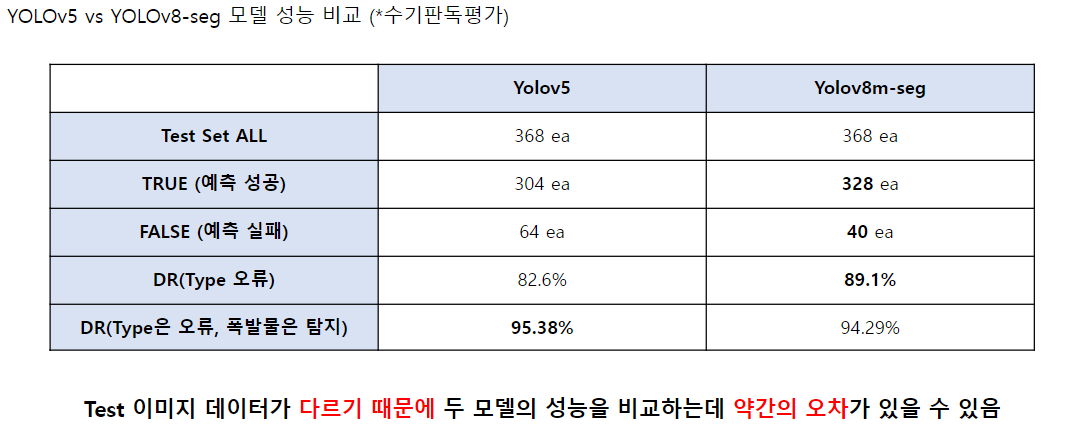 YOLOv5 vs YOLOv8-seg 모델 성능 비교 (*수기판독평가)
Yolov5 Yolov8m-seg
Test Set ALL 368 ea 368 ea
TRUE (예측 성공) 304 ea 328 ea
FALSE (예측 실패) 64 ea 40 ea
DR(Type 오류) 82.6% 89.1%
DR(Type은 오류, 폭발물은 탐지) 95.38% 94.29%
Test 이미지 데이터가 다르기 때문에 두 모델의 성능을 비교하는데 약간의 오차가 있을 수 있음